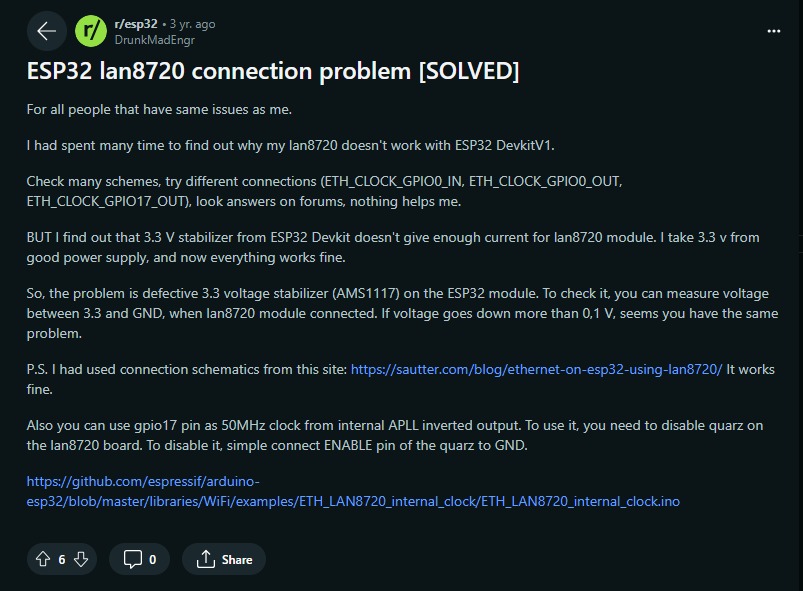 r/esp32 • 3 yr. ago
DrunkMadEngr
ESP32 lan8720 connection problem [SOLVED]
For all people that have same issues as me.
I had spent many time to find out why my lan8720 doesn't work with ESP32 DevkitV1.
Check many schemes, try different connections (ETH_CLOCK_GPIO0_IN, ETH_CLOCK_GPIO0_OUT,
ETH_CLOCK_GPIO17_OUT), look answers on forums, nothing helps me.
BUT I find out that 3.3 V stabilizer from ESP32 Devkit doesn't give enough current for lan8720 module. I take 3.3 v from
good power supply, and now everything works fine.
So, the problem is defective 3.3 voltage stabilizer (AMS1117) on the ESP32 module. To check it, you can measure voltage
between 3.3 and GND, when lan8720 module connected. If voltage goes down more than 0,1 V, seems you have the same
problem.
P.S. I had used connection schematics from this site: https://sautter.com/blog/ethernet-on-esp32-using-lan8720/ It works
fine.
Also you can use gpio17 pin as 50MHz clock from internal APLL inverted output. To use it, you need to disable quarz on
the lan8720 board. To disable it, simple connect ENABLE pin of the quarz to GND.
https://github.com/espressif/arduino-
esp32/blob/master/libraries/WiFi/examples/ETH_LAN8720_internal_clock/ETH_LAN8720_internal_clock.ino
6 0 Share